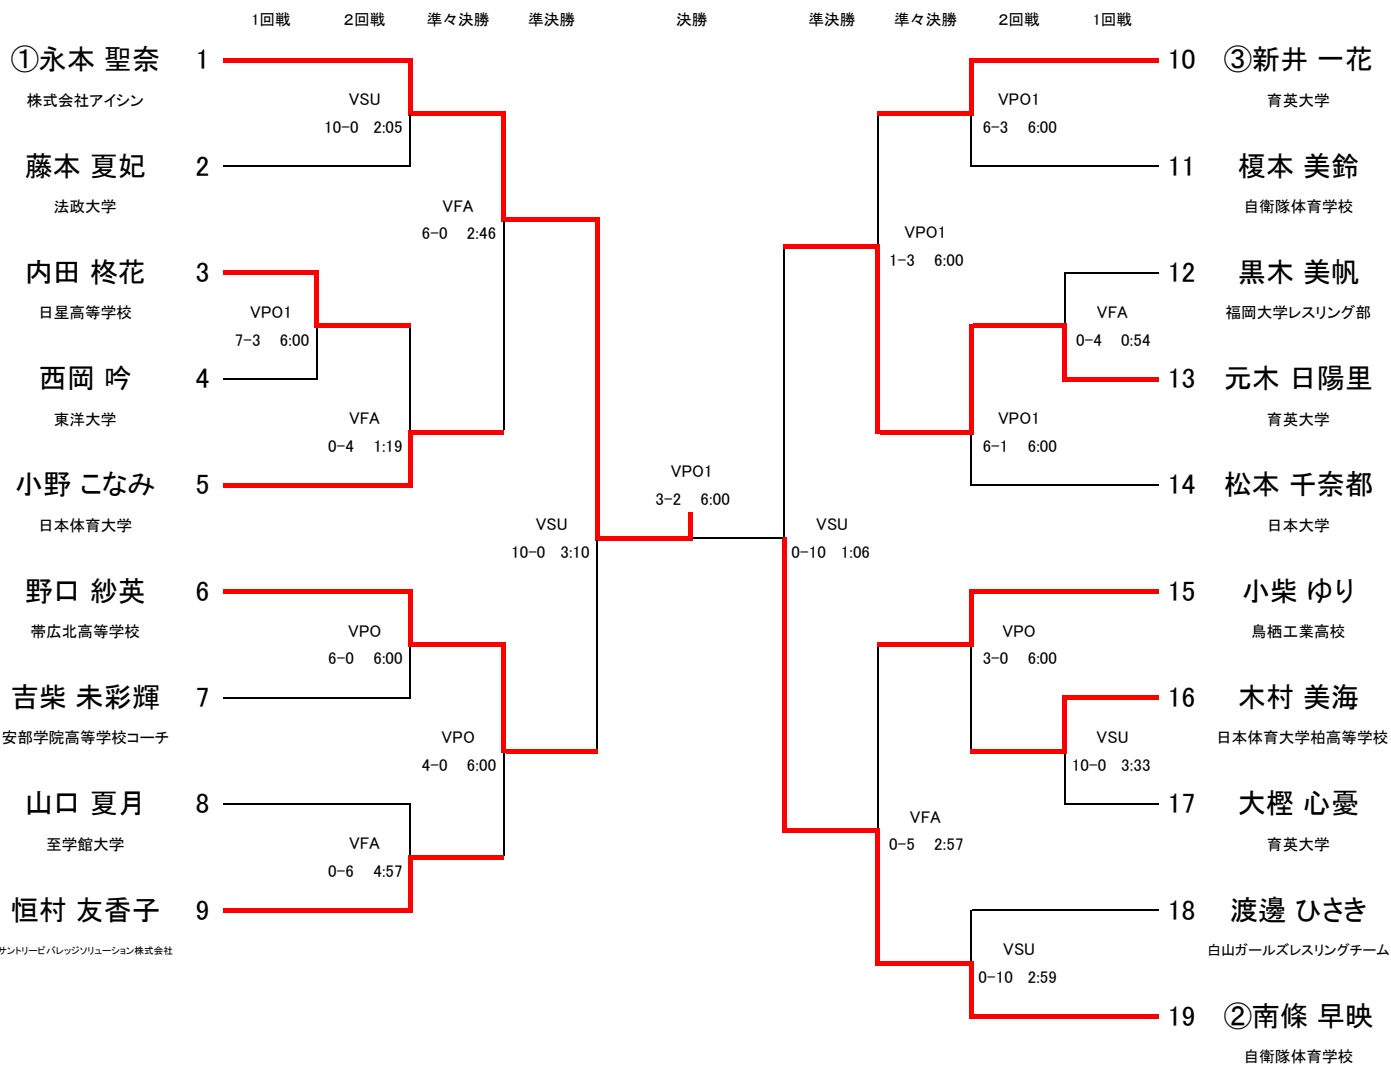 1回戦 2回戦 準々決勝 準決勝 決勝 準決勝 準々決勝 2回戦 1回戦
①永本 聖奈 1
株式会社アイシン
VSU
10-0 2:05
藤本 夏妃 2
法政大学
VFA
6-0 2:46
内田 柊花 3
日星高等学校
VPO1
7-3 6:00
西岡 吟 4
東洋大学
VFA
0-4 1:19
小野 こなみ 5
日本体育大学
VSU
10-0 3:10
野口 紗英 6
帯広北高等学校
VPO
6-0 6:00
吉柴 未彩輝 7
安部学院高等学校コーチ
VPO
4-0 6:00
山口 夏月 8
至学館大学
VFA
0-6 4:57
恒村 友香子 9
サントリービバレッジソリューション株式会社
VPO1
3-2 6:00
10 ③新井 一花
育英大学
VPO1
6-3 6:00
11 榎本 美鈴
自衛隊体育学校
VPO1
1-3 6:00
12 黒木 美帆
福岡大学レスリング部
VFA
0-4 0:54
13 元木 日陽里
育英大学
VPO1
6-1 6:00
14 松本 千奈都
日本大学
VSU
0-10 1:06
15 小柴 ゆり
鳥栖工業高校
VPO
3-0 6:00
16 木村 美海
日本体育大学柏高等学校
VSU
10-0 3:33
17 大樫 心憂
育英大学
VFA
0-5 2:57
18 渡邊 ひさき
白山ガールズレスリングチーム
VSU
0-10 2:59
19 ②南條 早映
自衛隊体育学校